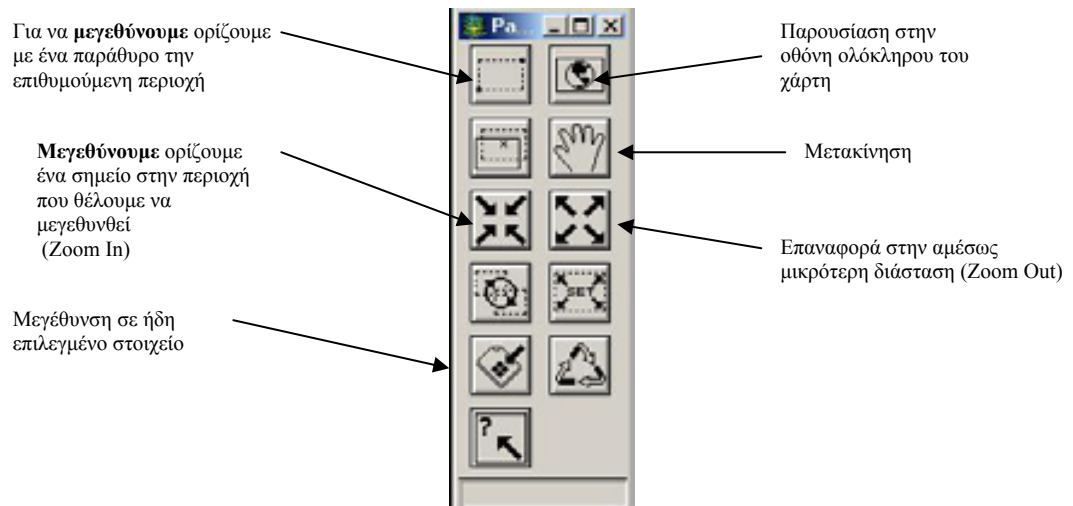 Για να μεγεθύνουμε ορίζουμε
με ένα παράθυρο την
επιθυμούμενη περιοχή
Μεγεθύνουμε ορίζουμε
ένα σημείο στην περιοχή
που θέλουμε να
μεγεθυνθεί
(Zoom In)
Μεγέθυνση σε ήδη
επιλεγμένο στοιχείο
Pa...
SET
?
Παρουσίαση στην
οθόνη ολόκληρου του
χάρτη
Μετακίνηση
Επαναφορά στην αμέσως
μικρότερη διάσταση (Zoom Out)